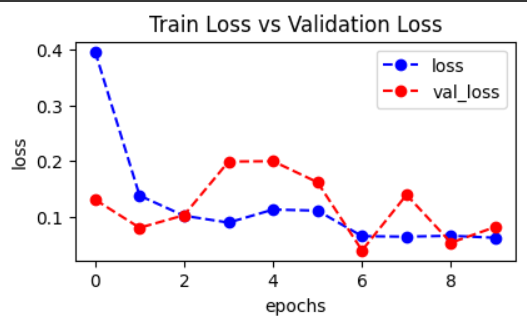 Train Loss vs Validation Loss
0.4
0.3
0.2
0.1
loss
loss
val_loss
0 2 4 6 8
epochs